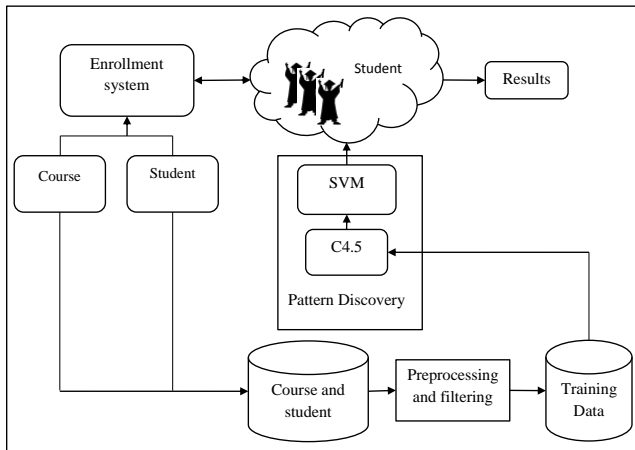 Enrollment
system
Student
Results
Course
Student
SVM
C4.5
Pattern Discovery
Course and
student
Preprocessing
and filtering
Training
Data